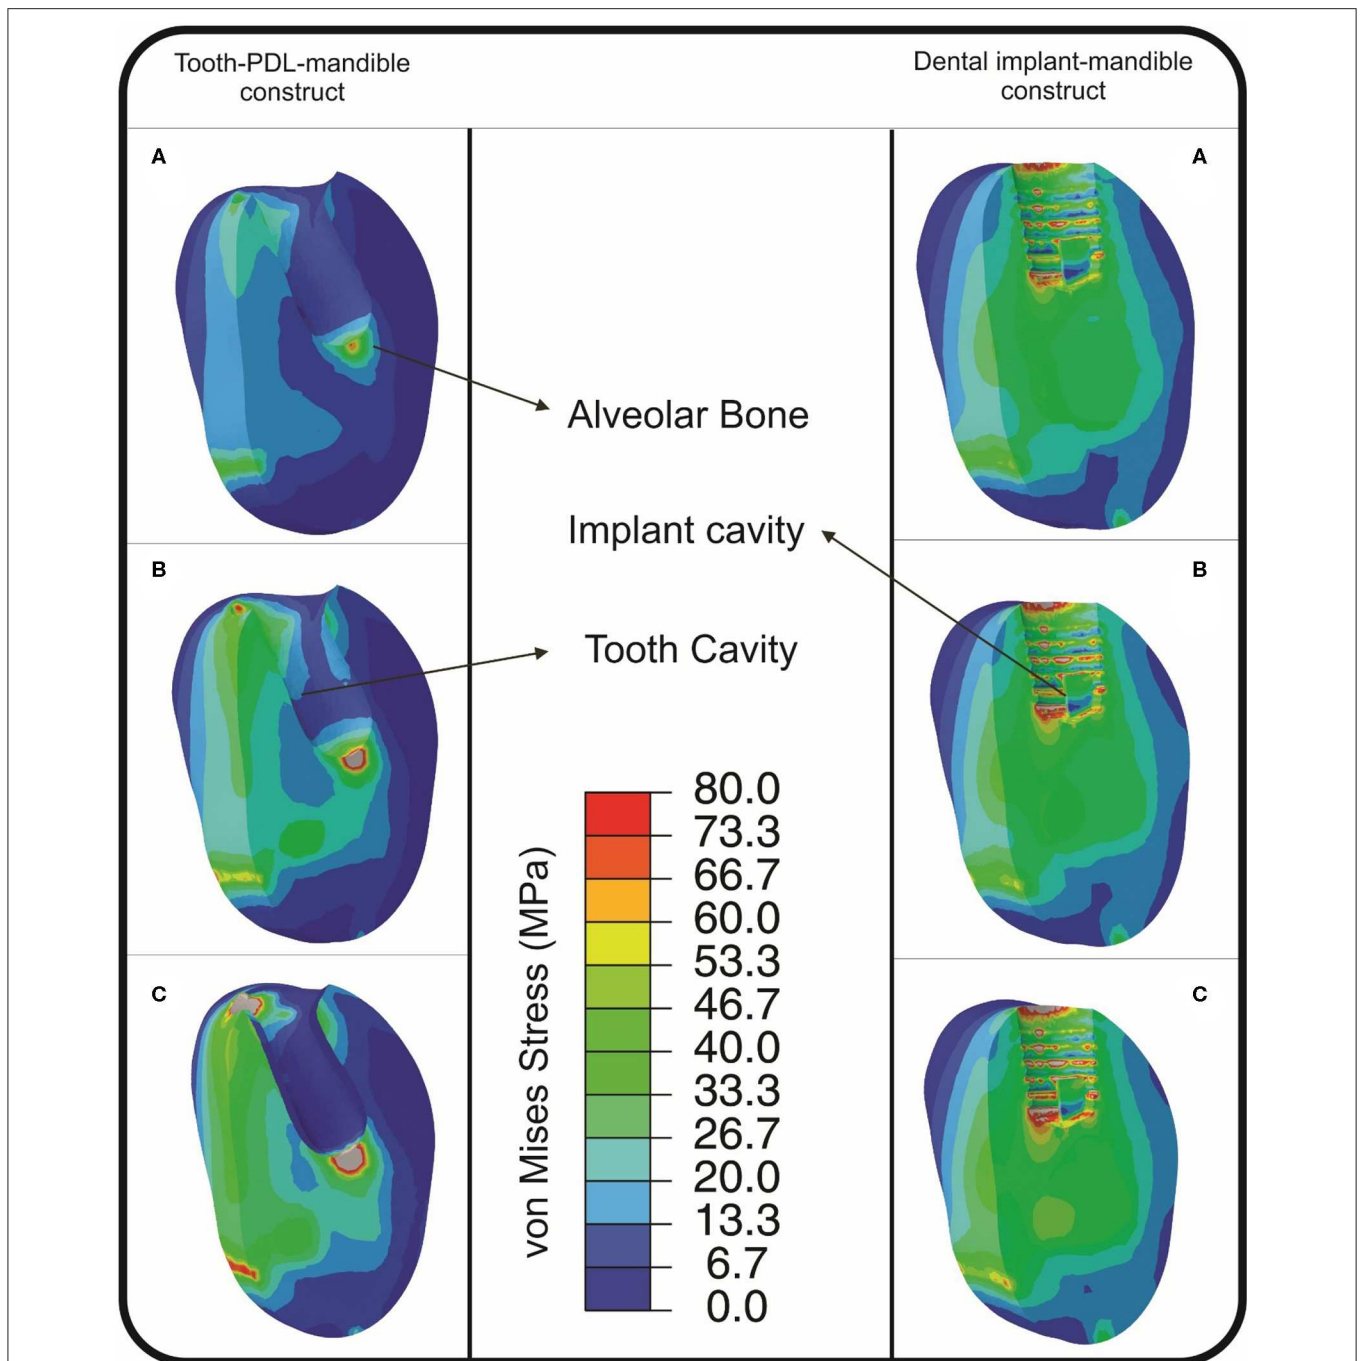 Tooth-PDL-mandible
construct
Dental implant-mandible
construct
A
A
Alveolar Bone
Implant cavity
B
B
Tooth Cavity
von Mises Stress (MPa)
80.0
73.3
66.7
60.0
53.3
46.7
40.0
33.3
26.7
20.0
13.3
6.7
0.0
C
C